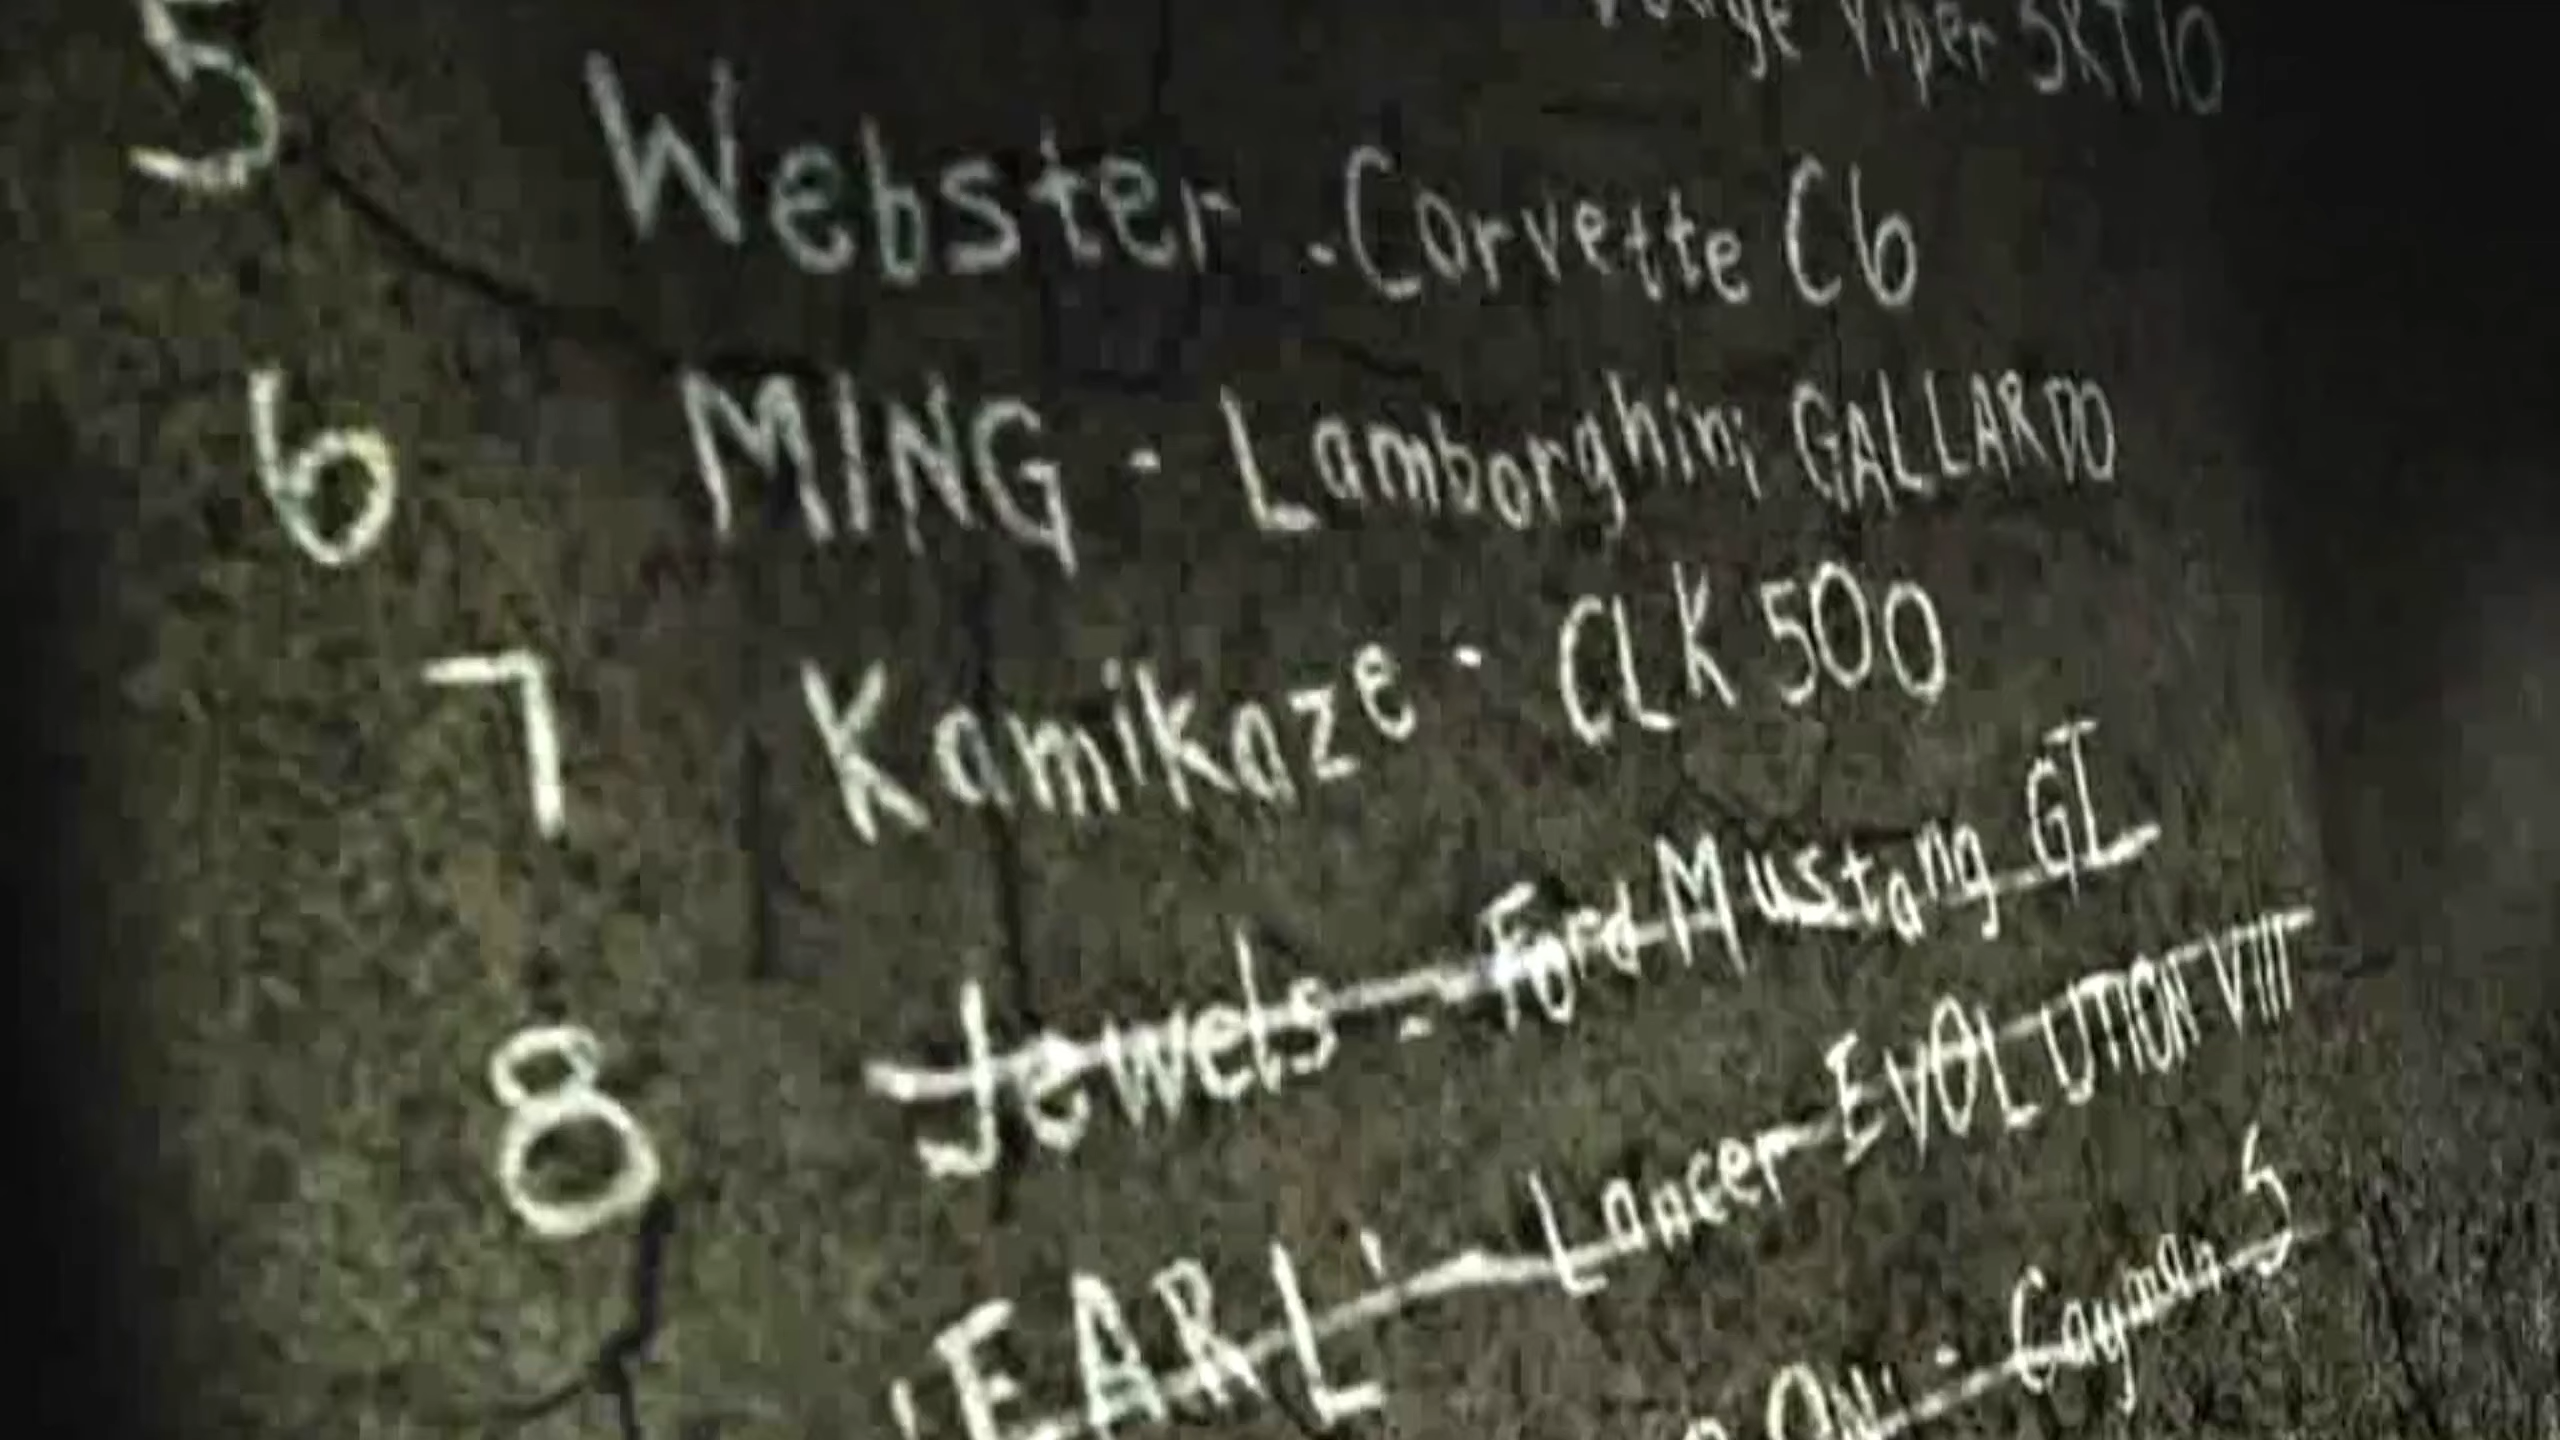 Viper SRT10
5 Webster - Corvette C6
6 MING - Lamborghini GALLARDO
7 Kamikaze - CLK 500
8 Jewels - Ford Mustang GT
'EARL' - Lancer EVOLUTION VIII
- Cayman S